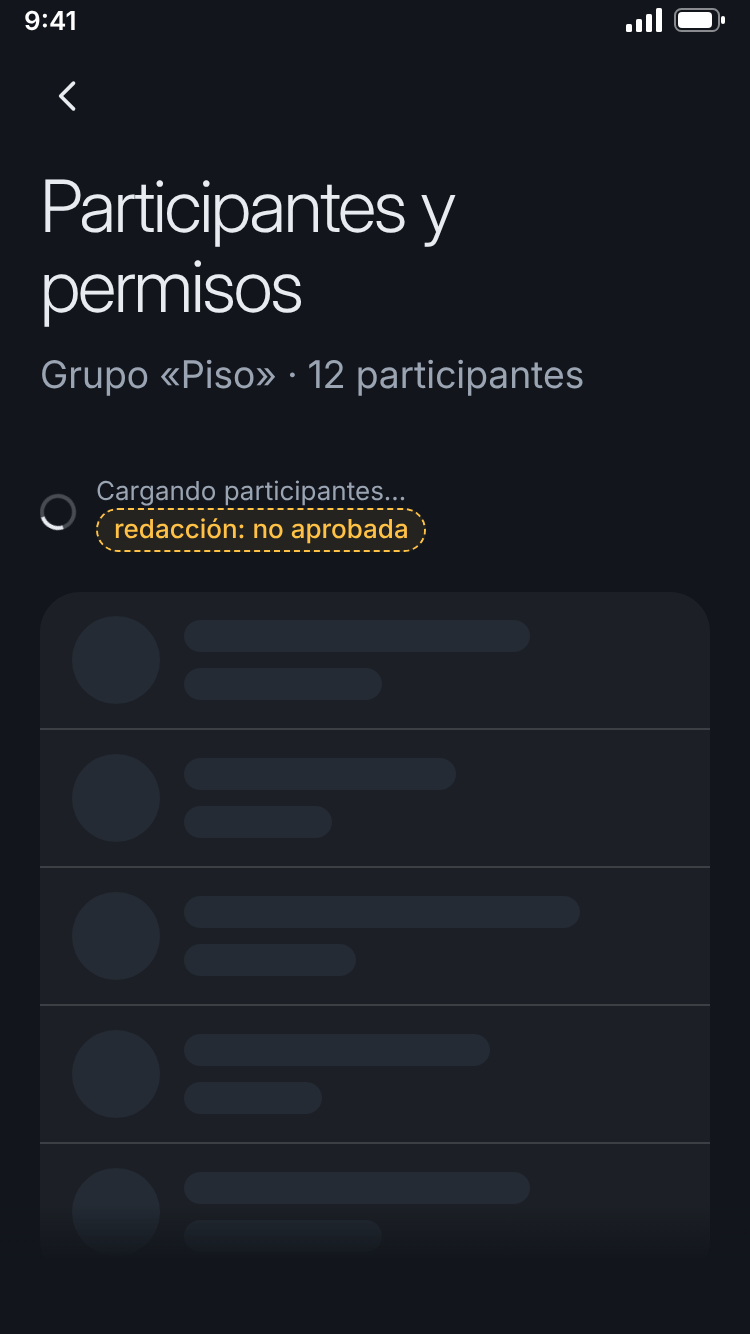 9:41
Participantes y
permisos
Grupo «Piso» · 12 participantes
Cargando participantes…
redacción: no aprobada